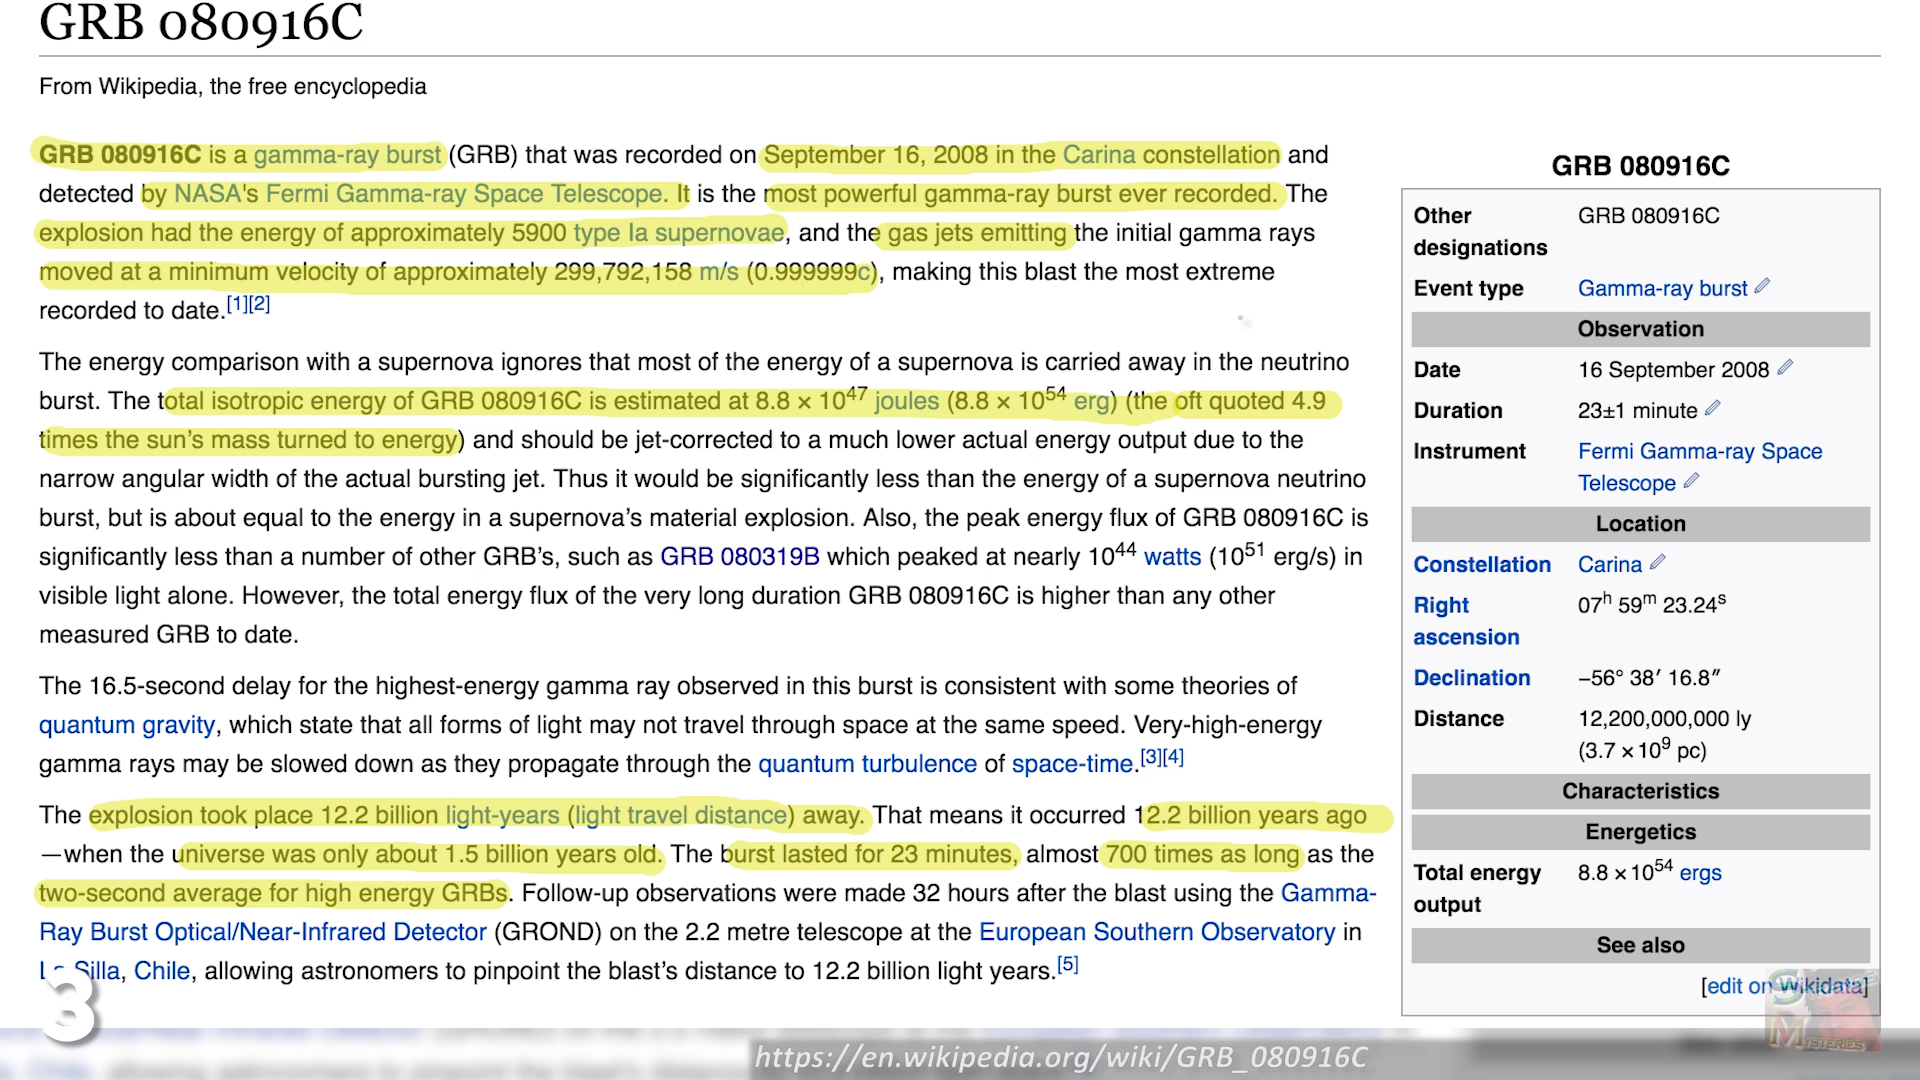 GRB 080916C
From Wikipedia, the free encyclopedia
GRB 080916C is a gamma-ray burst (GRB) that was recorded on September 16, 2008 in the Carina constellation and
detected by NASA's Fermi Gamma-ray Space Telescope. It is the most powerful gamma-ray burst ever recorded. The
explosion had the energy of approximately 5900 type Ia supernovae, and the gas jets emitting the initial gamma rays
moved at a minimum velocity of approximately 299,792,158 m/s (0.999999c), making this blast the most extreme
recorded to date.[1][2]
The energy comparison with a supernova ignores that most of the energy of a supernova is carried away in the neutrino
burst. The total isotropic energy of GRB 080916C is estimated at 8.8 × 10⁴⁷ joules (8.8 × 10⁵⁴ erg) (the oft quoted 4.9
times the sun’s mass turned to energy) and should be jet-corrected to a much lower actual energy output due to the
narrow angular width of the actual bursting jet. Thus it would be significantly less than the energy of a supernova neutrino
burst, but is about equal to the energy in a supernova’s material explosion. Also, the peak energy flux of GRB 080916C is
significantly less than a number of other GRB’s, such as GRB 080319B which peaked at nearly 10⁴⁴ watts (10⁵¹ erg/s) in
visible light alone. However, the total energy flux of the very long duration GRB 080916C is higher than any other
measured GRB to date.
The 16.5-second delay for the highest-energy gamma ray observed in this burst is consistent with some theories of
quantum gravity, which state that all forms of light may not travel through space at the same speed. Very-high-energy
gamma rays may be slowed down as they propagate through the quantum turbulence of space-time.[3][4]
The explosion took place 12.2 billion light-years (light travel distance) away. That means it occurred 12.2 billion years ago
—when the universe was only about 1.5 billion years old. The burst lasted for 23 minutes, almost 700 times as long as the
two-second average for high energy GRBs. Follow-up observations were made 32 hours after the blast using the Gamma-
Ray Burst Optical/Near-Infrared Detector (GROND) on the 2.2 metre telescope at the European Southern Observatory in
La Silla, Chile, allowing astronomers to pinpoint the blast’s distance to 12.2 billion light years.[5]
GRB 080916C
Other GRB 080916C
designations
Event type Gamma-ray burst
Observation
Date 16 September 2008
Duration 23±1 minute
Instrument Fermi Gamma-ray Space
Telescope
Location
Constellation Carina
Right 07ʰ 59ᵐ 23.24ˢ
ascension
Declination −56° 38′ 16.8″
Distance 12,200,000,000 ly
(3.7 × 10⁹ pc)
Characteristics
Energetics
Total energy 8.8 × 10⁵⁴ ergs
output
See also
[edit on Wikidata]
3
MYSTERIES
https://en.wikipedia.org/wiki/GRB_080916C